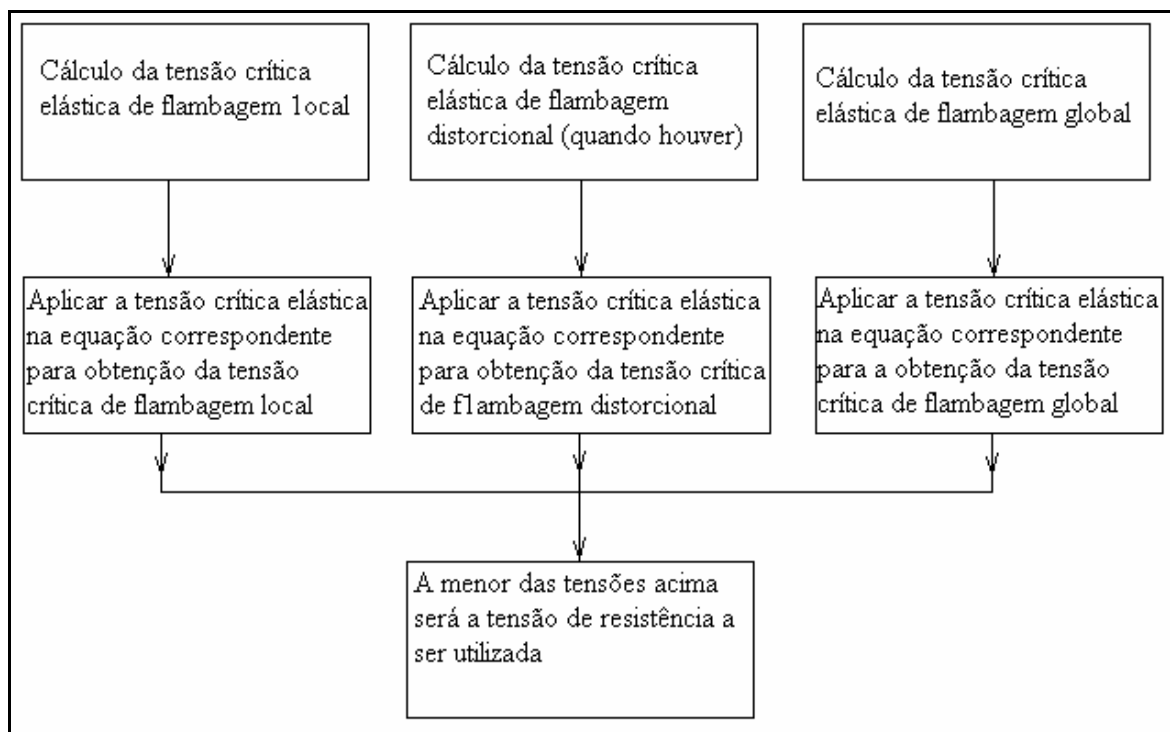 Cálculo da tensão crítica
elástica de flambagem local
Cálculo da tensão crítica
elástica de flambagem
distorcional (quando houver)
Cálculo da tensão crítica
elástica de flambagem global
Aplicar a tensão crítica elástica
na equação correspondente
para obtenção da tensão
crítica de flambagem local
Aplicar a tensão crítica elástica
na equação correspondente
para obtenção da tensão crítica
de flambagem distorcional
Aplicar a tensão crítica elástica
na equação correspondente
para a obtenção da tensão
crítica de flambagem global
A menor das tensões acima
será a tensão de resistência a
ser utilizada